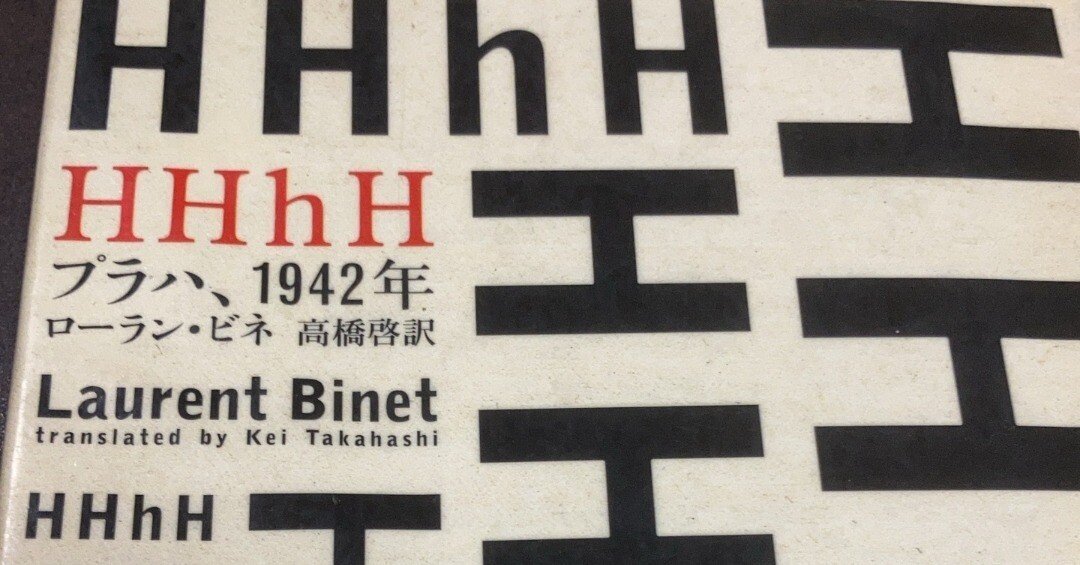 HHhH
HHhH
プラハ、1942年
ローラン・ビネ 高橋啓訳
Laurent Binet
translated by Kei Takahashi
HHhH